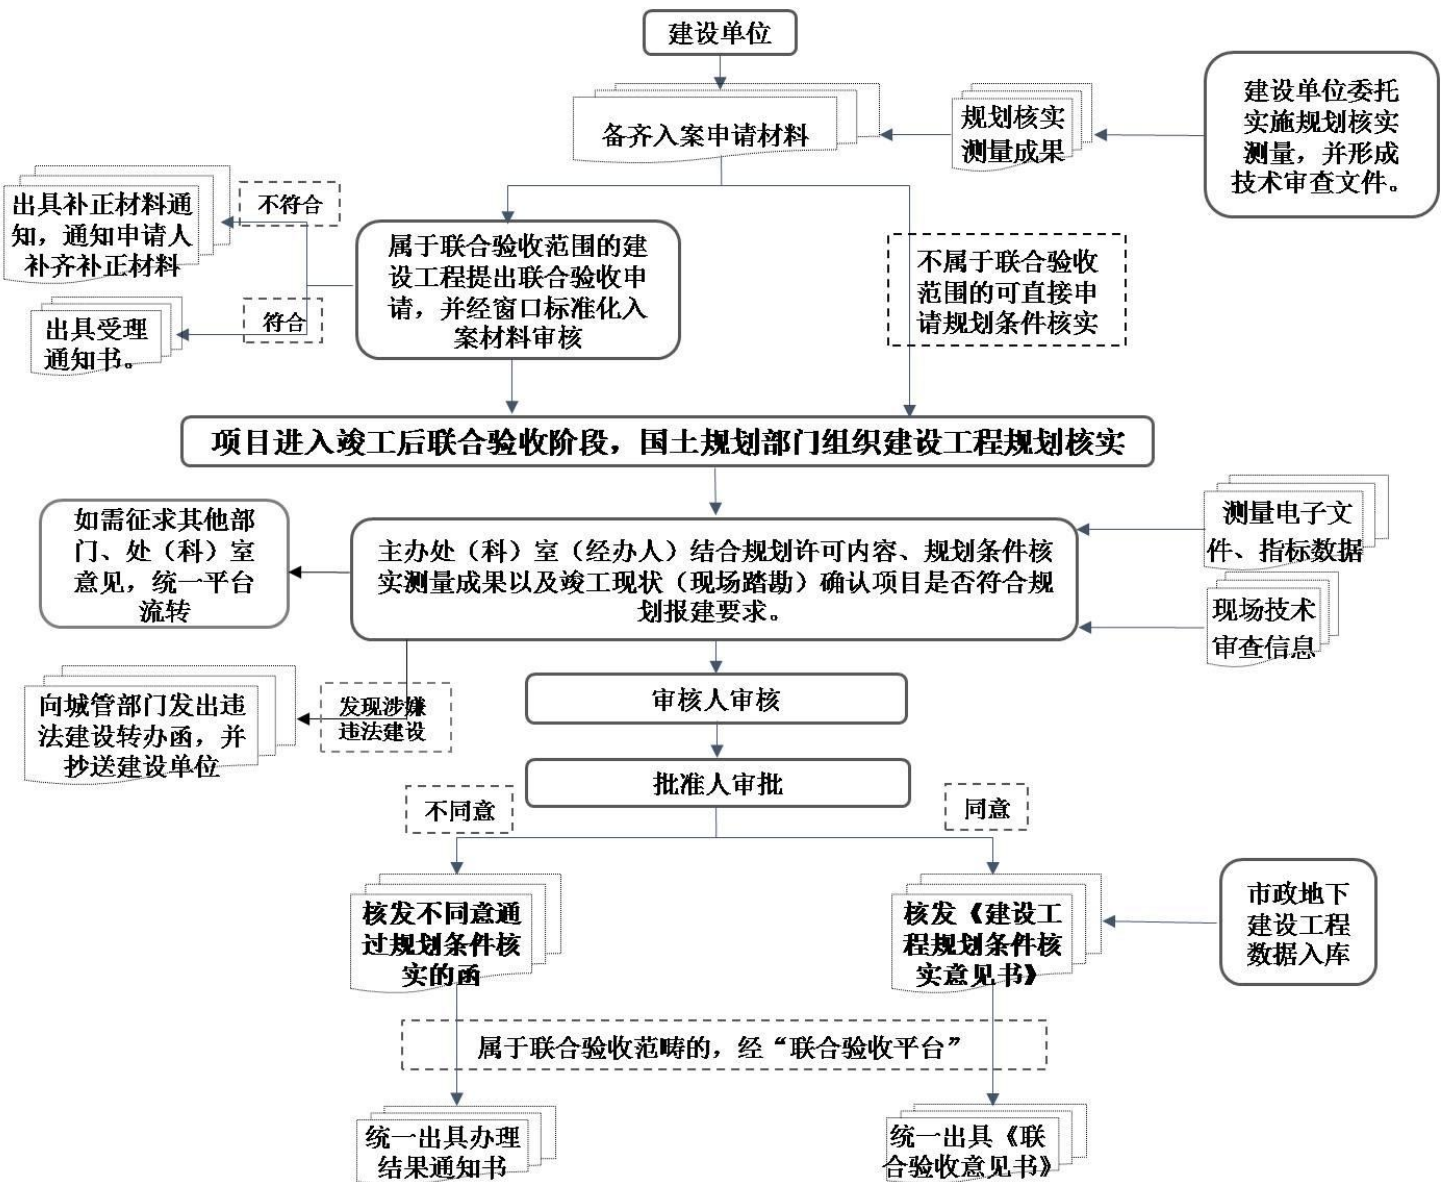 建设单位
备齐入案申请材料
规划核实
测量成果
建设单位委托
实施规划核实
测量，并形成
技术审查文件。
出具补正材料通
知，通知申请人
补齐补正材料
不符合
出具受理
通知书。
符合
属于联合验收范围的建
设工程提出联合验收申
请，并经窗口标准化入
案材料审核
不属于联合验收
范围的可直接申
请规划条件核实
项目进入竣工后联合验收阶段，国土规划部门组织建设工程规划核实
如需征求其他部
门、处（科）室
意见，统一平台
流转
主办处（科）室（经办人）结合规划许可内容、规划条件核
实测量成果以及竣工现状（现场踏勘）确认项目是否符合规
划报建要求。
测量电子文
件、指标数据
现场技术
审查信息
向城管部门发出违
法建设转办函，并
抄送建设单位
发现涉嫌
违法建设
审核人审核
批准人审批
不同意
同意
核发不同意通
过规划条件核
实的函
核发《建设工
程规划条件核
实意见书》
市政地下
建设工程
数据入库
属于联合验收范畴的，经“联合验收平台”
统一出具办理
结果通知书
统一出具《联
合验收意见书》